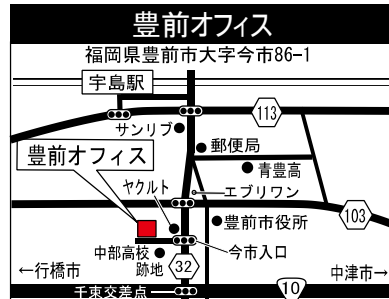 豊前オフィス
福岡県豊前市大字今市86-1
宇島駅
113
サンリブ
郵便局
豊前オフィス
青豊高
ヤクルト
エブリワン
103
豊前市役所
中部高校
跡地
32
今市入口
←行橋市
中津市→
千束交差点
10